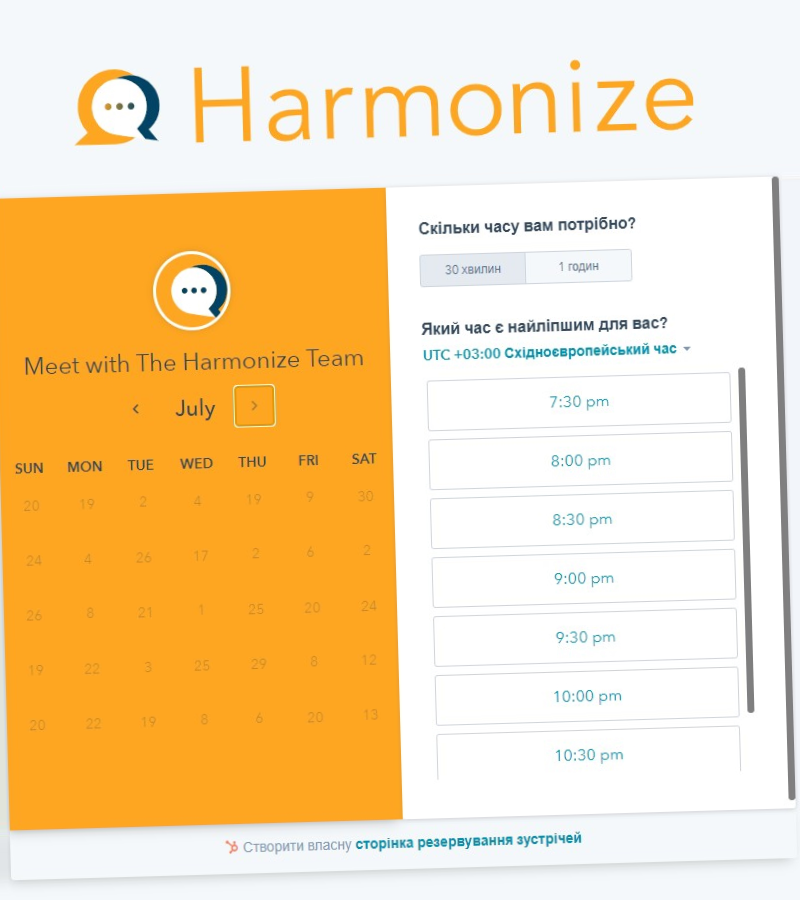 Harmonize
Meet with The Harmonize Team
July
SUN MON TUE WED THU FRI SAT
20 19 2 4 19 9 30
24 4 26 17 2 6 2
26 8 21 1 25 20 24
19 22 3 25 29 8 12
20 22 19 8 6 20 13
Скільки часу вам потрібно?
30 хвилин 1 годин
Який час є найліпшим для вас?
UTC +03:00 Східноєвропейський час
7:30 pm
8:00 pm
8:30 pm
9:00 pm
9:30 pm
10:00 pm
10:30 pm
Створити власну сторінка резервування зустрічей